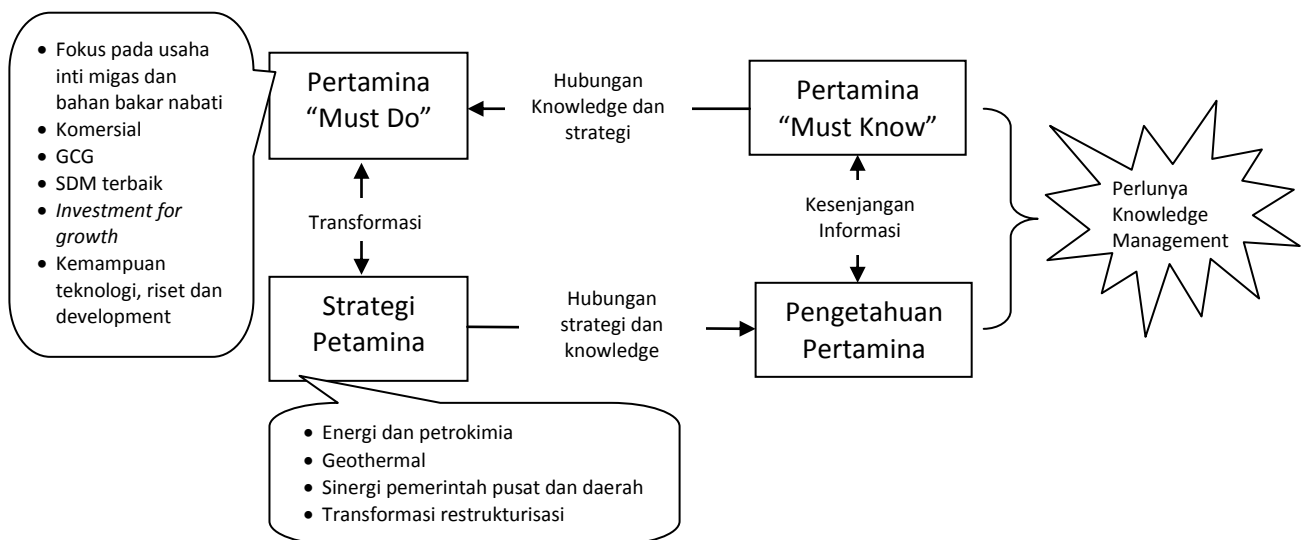 • Fokus pada usaha
inti migas dan
bahan bakar nabati
• Komersial
• GCG
• SDM terbaik
• Investment for
growth
• Kemampuan
teknologi, riset dan
development
Pertamina
“Must Do”
Hubungan
Knowledge dan
strategi
Pertamina
“Must Know”
Perlunya
Knowledge
Management
Transformasi
Kesenjangan
Informasi
Strategi
Petamina
Hubungan
strategi dan
knowledge
Pengetahuan
Pertamina
• Energi dan petrokimia
• Geothermal
• Sinergi pemerintah pusat dan daerah
• Transformasi restrukturisasi